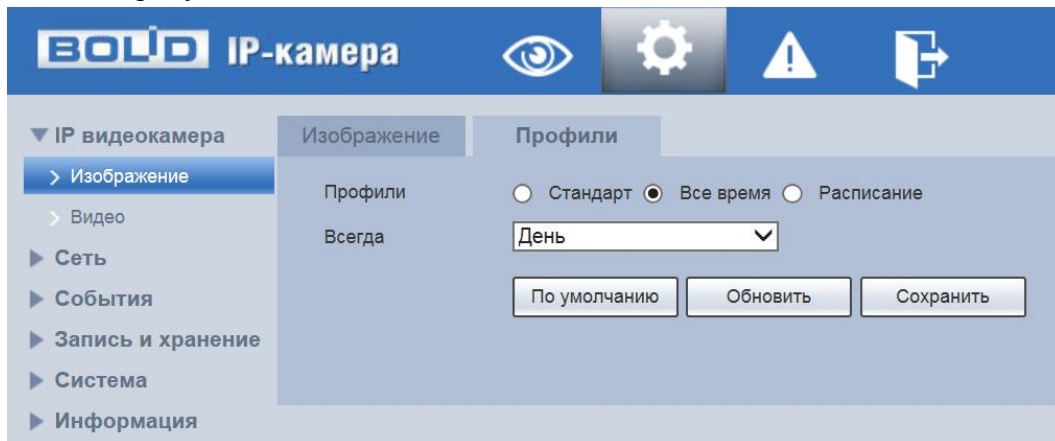 BOLID IP-камера
IP видеокамера
Изображение
Видео
Сеть
События
Запись и хранение
Система
Информация
Изображение Профили
Профили Стандарт Все время Расписание
Всегда День
По умолчанию Обновить Сохранить